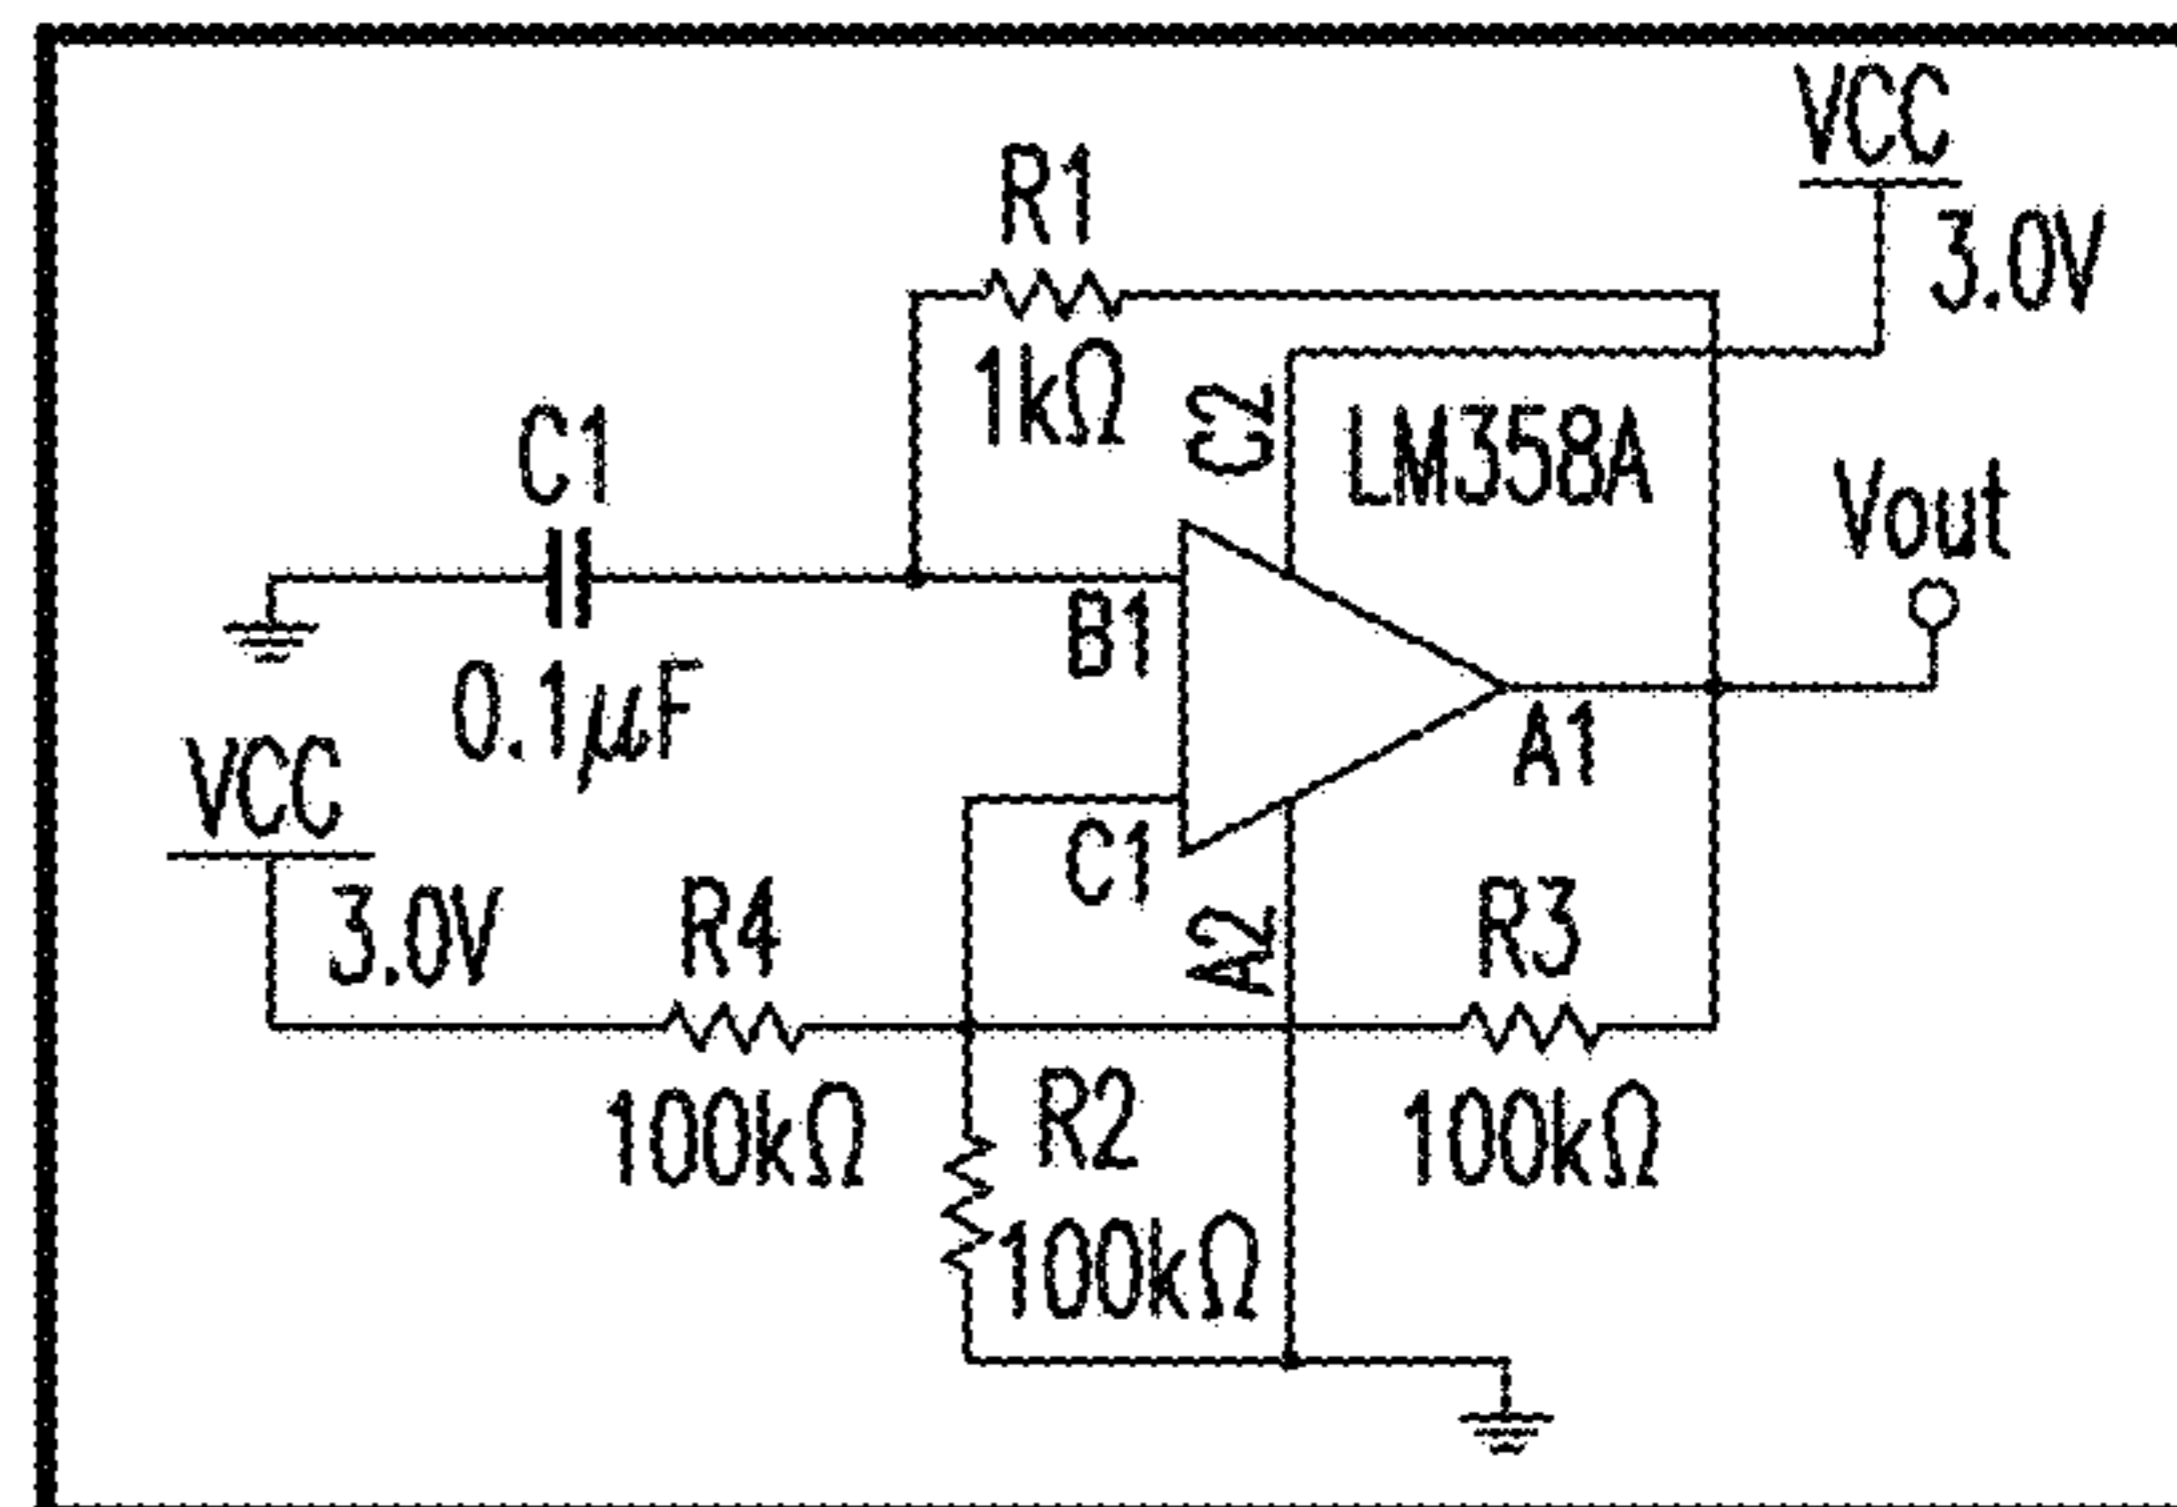 VCC
3.0V
R1
1kΩ
C2
LM358A
C1
0.1μF
Vout
B1
A1
VCC
3.0V
C1
A2
R4
100kΩ
R3
100kΩ
R2
100kΩ